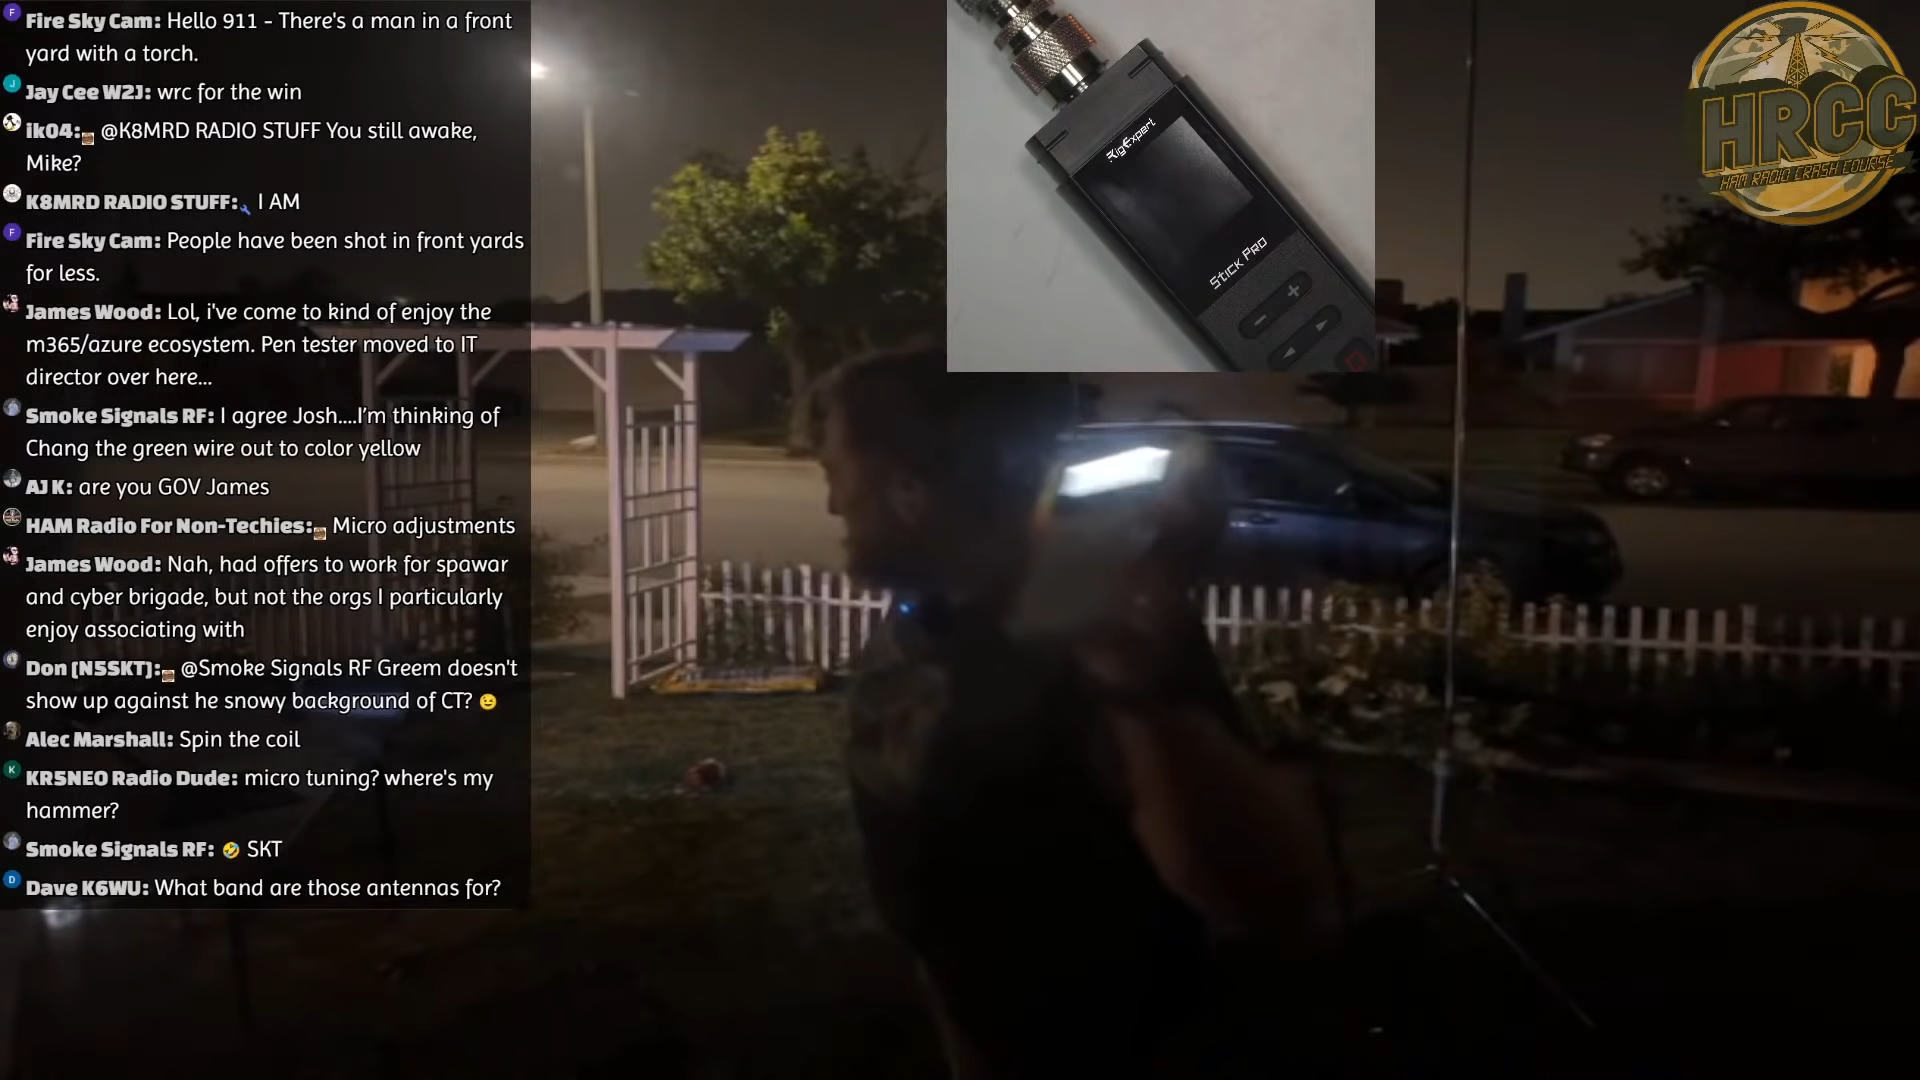 Fire Sky Cam: Hello 911 - There's a man in a front
yard with a torch.
Jay Cee W2J: wrc for the win
ik04: @K8MRD RADIO STUFF You still awake,
Mike?
K8MRD RADIO STUFF: I AM
Fire Sky Cam: People have been shot in front yards
for less.
James Wood: Lol, i've come to kind of enjoy the
m365/azure ecosystem. Pen tester moved to IT
director over here...
Smoke Signals RF: I agree Josh....I'm thinking of
Chang the green wire out to color yellow
AJ K: are you GOV James
HAM Radio For Non-Techies: Micro adjustments
James Wood: Nah, had offers to work for spawar
and cyber brigade, but not the orgs I particularly
enjoy associating with
Don [N5SKT]: @Smoke Signals RF Greem doesn't
show up against he snowy background of CT? 😉
Alec Marshall: Spin the coil
KR5NEO Radio Dude: micro tuning? where's my
hammer?
Smoke Signals RF: 🤣 SKT
Dave K6WU: What band are those antennas for?
RigExpert
Stick Pro
HRCC
HAM RADIO CRASH COURSE